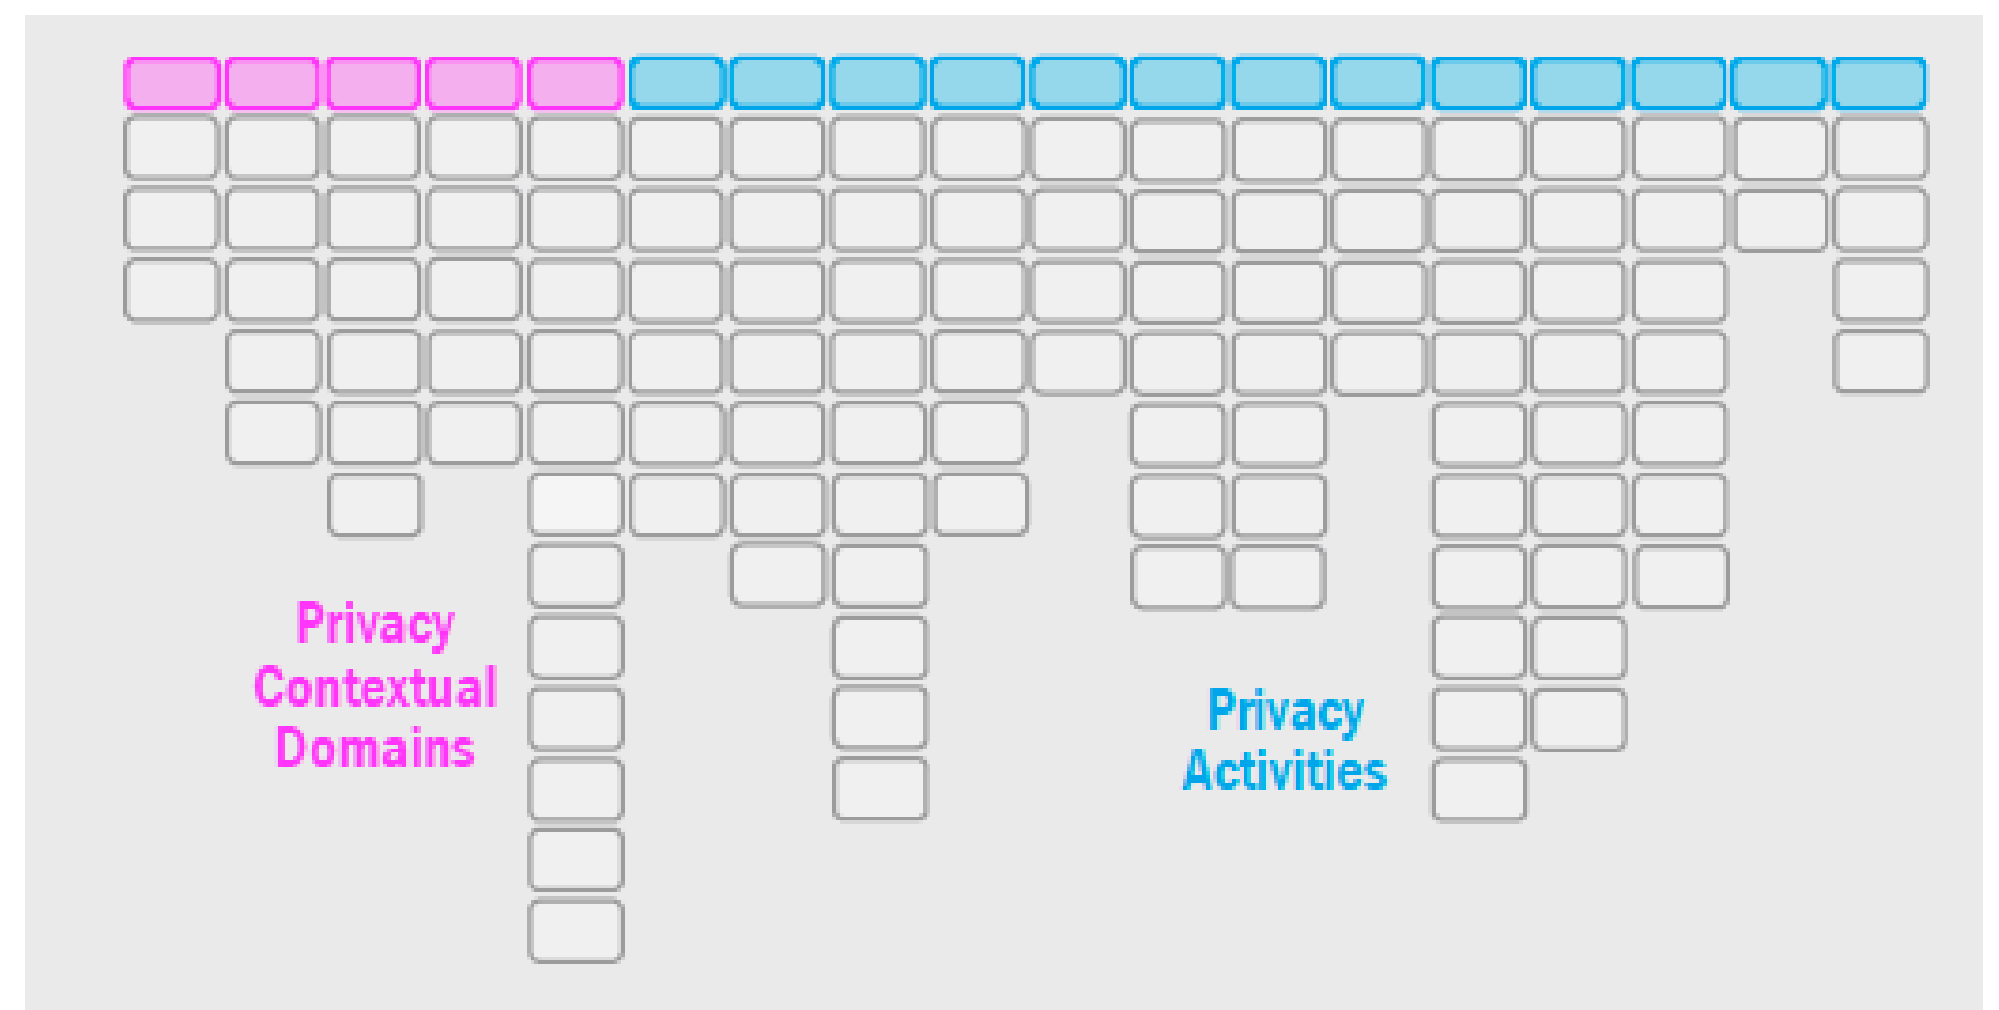 Privacy
Contextual
Domains
Privacy
Activities